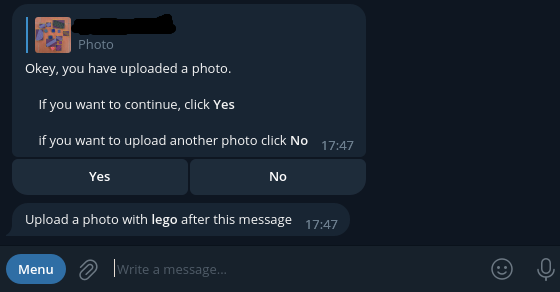 Photo
Okey, you have uploaded a photo.
If you want to continue, click Yes
if you want to upload another photo click No 17:47
Yes No
Upload a photo with lego after this message 17:47
Menu Write a message...